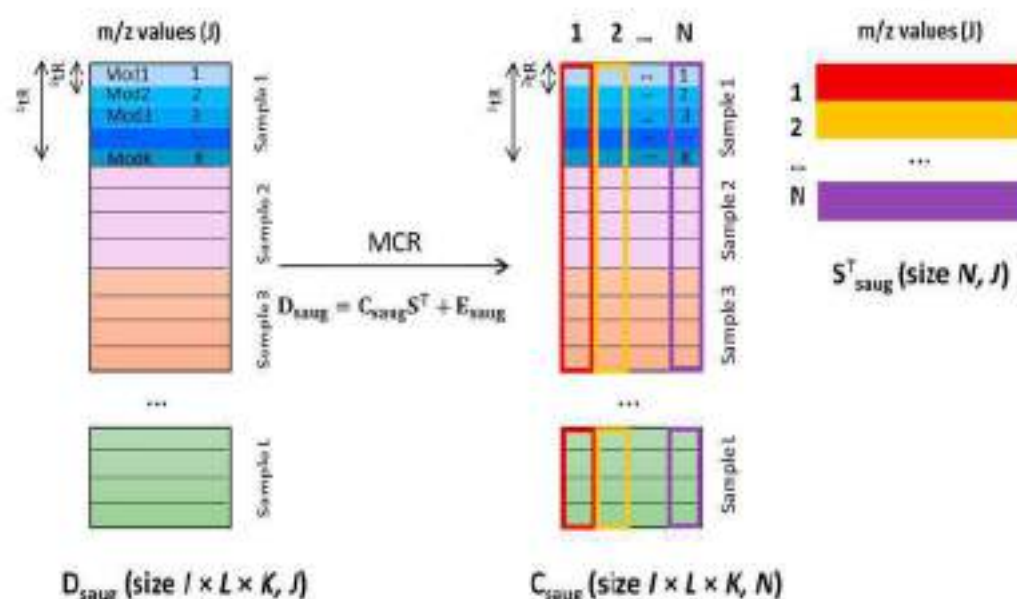 m/z values (J)
Mod1 1
Mod2 2
Mod3 3
ModK K
Sample 1
Sample 2
Sample 3
...
Sample L
D_saug (size I × L × K, J)
MCR
D_saug = C_saug S^T + E_saug
1 2 ... N
1
2
3
K
Sample 1
Sample 2
Sample 3
...
Sample L
C_saug (size I × L × K, N)
m/z values (J)
1
2
... ...
N
S^T_saug (size N, J)